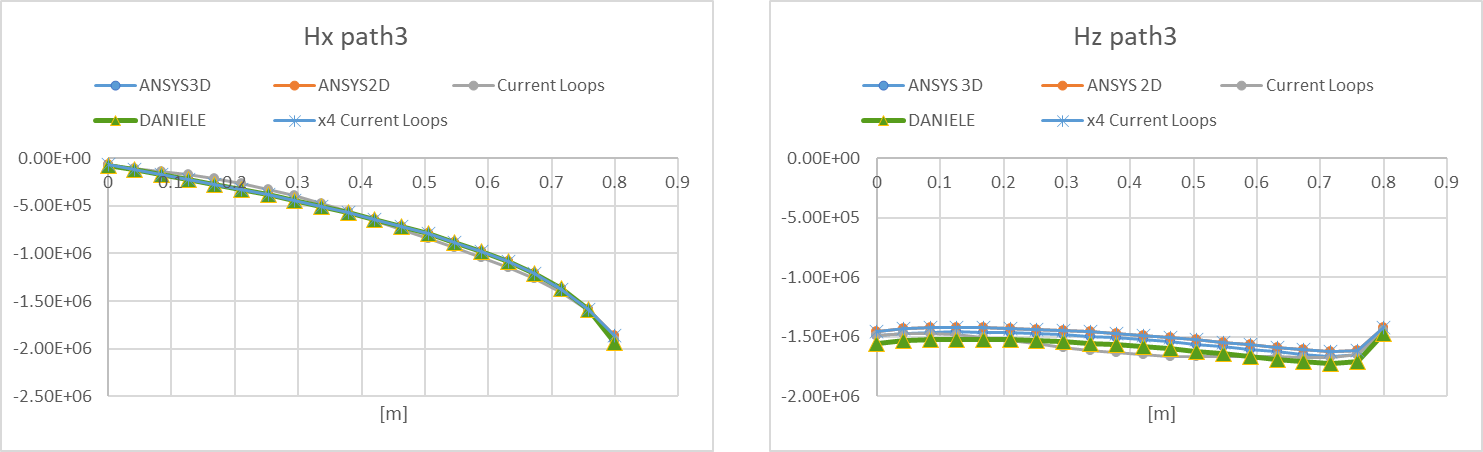 Hx path3
ANSYS3D ANSYS2D Current Loops
DANIELE x4 Current Loops
0.00E+00
0 0.1 0.2 0.3 0.4 0.5 0.6 0.7 0.8 0.9
-5.00E+05
-1.00E+06
-1.50E+06
-2.00E+06
-2.50E+06
[m]
Hz path3
ANSYS 3D ANSYS 2D Current Loops
DANIELE x4 Current Loops
0.00E+00
0 0.1 0.2 0.3 0.4 0.5 0.6 0.7 0.8 0.9
-5.00E+05
-1.00E+06
-1.50E+06
-2.00E+06
[m]